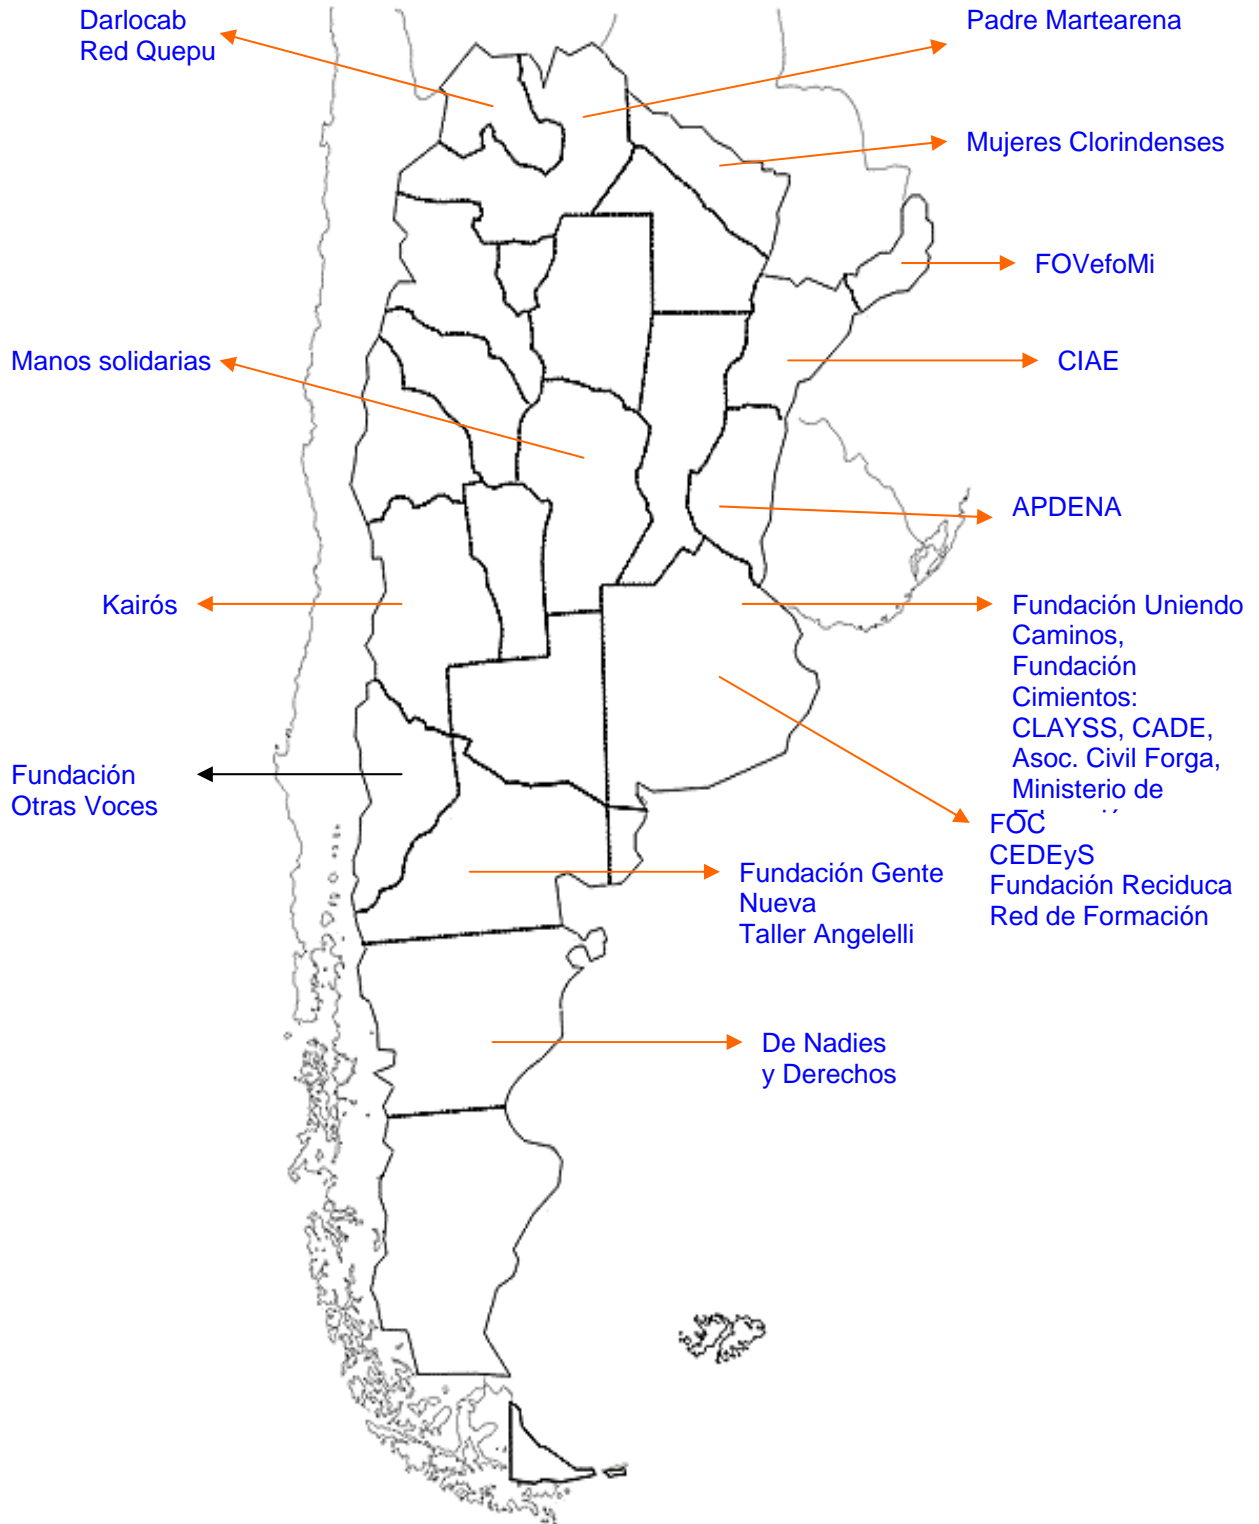 Darlocab
Red Quepu
Padre Martearena
Mujeres Clorindenses
FOVefoMi
Manos solidarias
CIAE
APDENA
Kairós
Fundación Uniendo
Caminos,
Fundación
Cimientos:
CLAYSS, CADE,
Asoc. Civil Forga,
Ministerio de
Fundación
Otras Voces
FOC
CEDEyS
Fundación Reciduca
Red de Formación
Fundación Gente
Nueva
Taller Angelelli
De Nadies
y Derechos